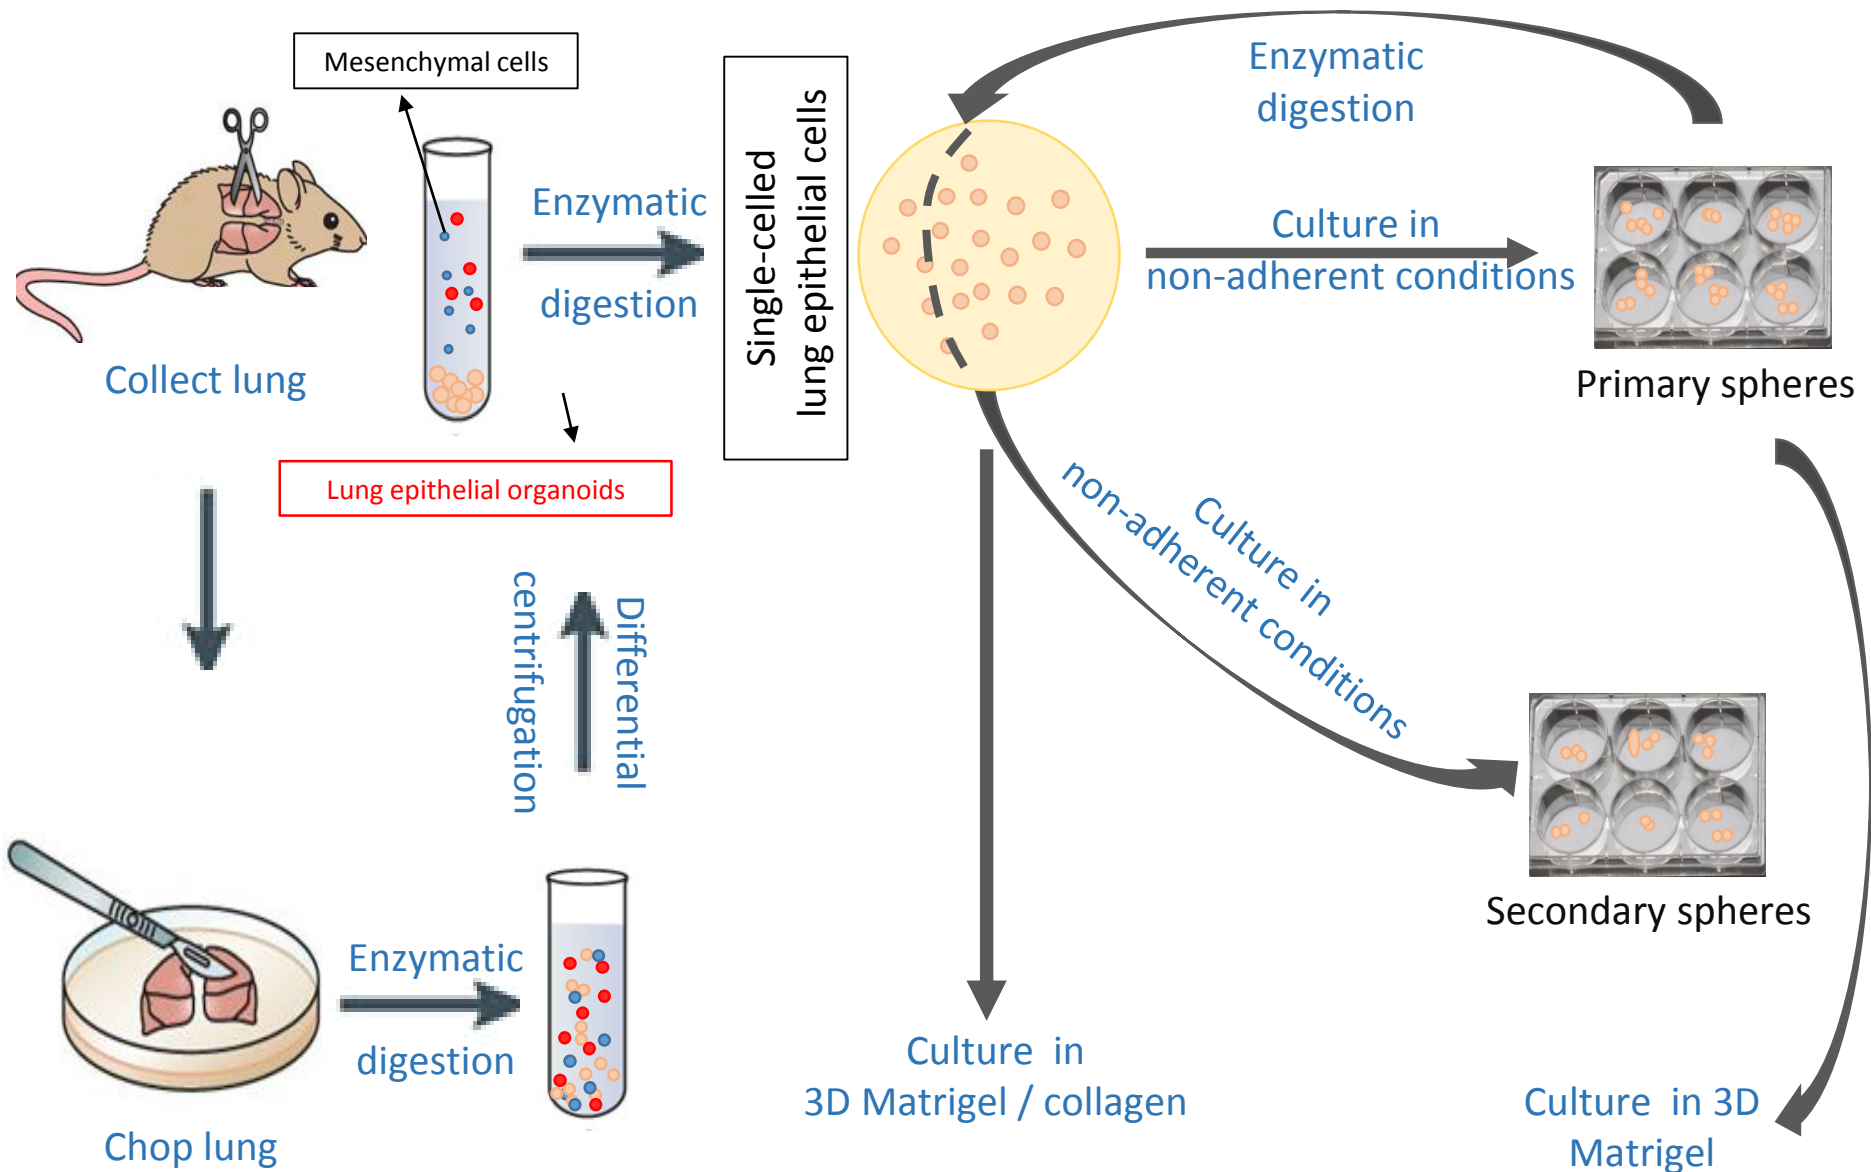 Mesenchymal cells
Collect lung
Enzymatic
digestion
Lung epithelial organoids
Single-celled
lung epithelial cells
Enzymatic
digestion
Culture in
non-adherent conditions
Primary spheres
Culture in
non-adherent conditions
Secondary spheres
Differential
centrifugation
Chop lung
Enzymatic
digestion
Culture in
3D Matrigel / collagen
Culture in 3D
Matrigel